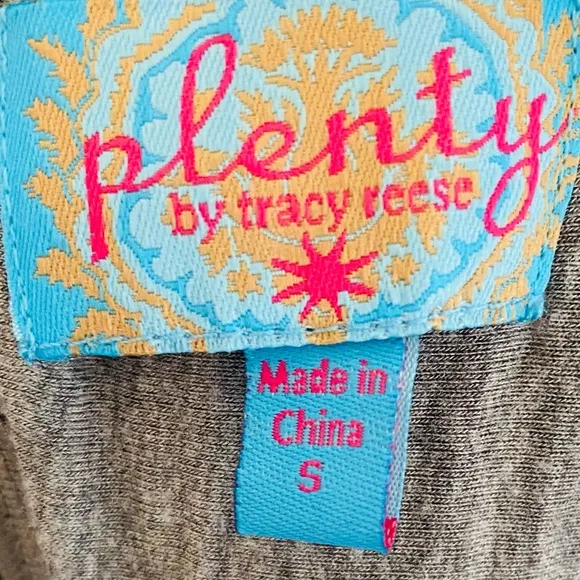 plenty
by tracy reese
Made in
China
S